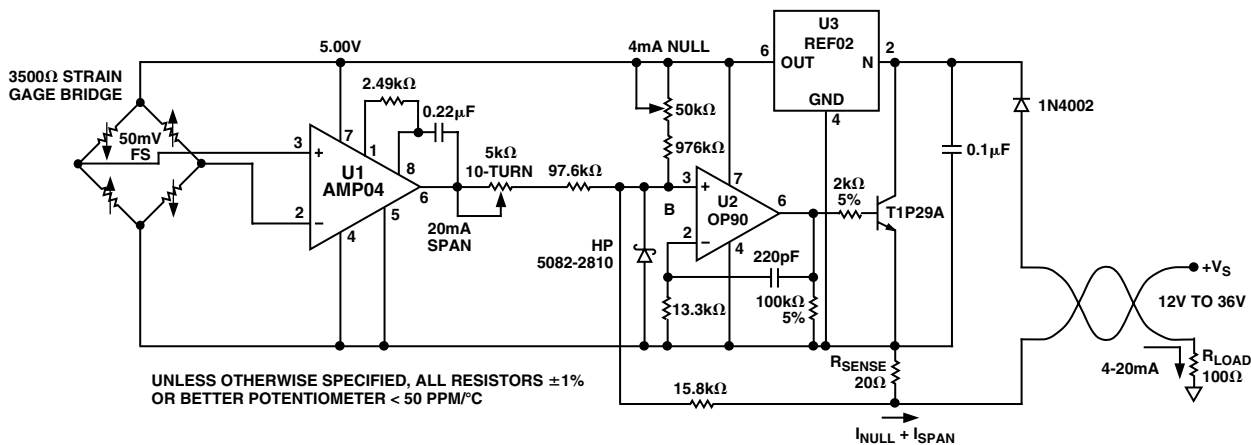 3500Ω STRAIN
GAGE BRIDGE
50mV
FS
5.00V
2.49kΩ
0.22µF
3
+
7
1
8
U1
AMP04
6
2
–
4
5
5kΩ
10-TURN
20mA
SPAN
97.6kΩ
4mA NULL
50kΩ
976kΩ
3
+
7
B
U2
OP90
6
2
–
4
HP
5082-2810
220pF
13.3kΩ
100kΩ
5%
6
OUT
U3
REF02
N
2
GND
4
2kΩ
5%
T1P29A
0.1µF
1N4002
+VS
12V TO 36V
4-20mA
RLOAD
100Ω
RSENSE
20Ω
15.8kΩ
INULL + ISPAN
UNLESS OTHERWISE SPECIFIED, ALL RESISTORS ±1%
OR BETTER POTENTIOMETER < 50 PPM/°C